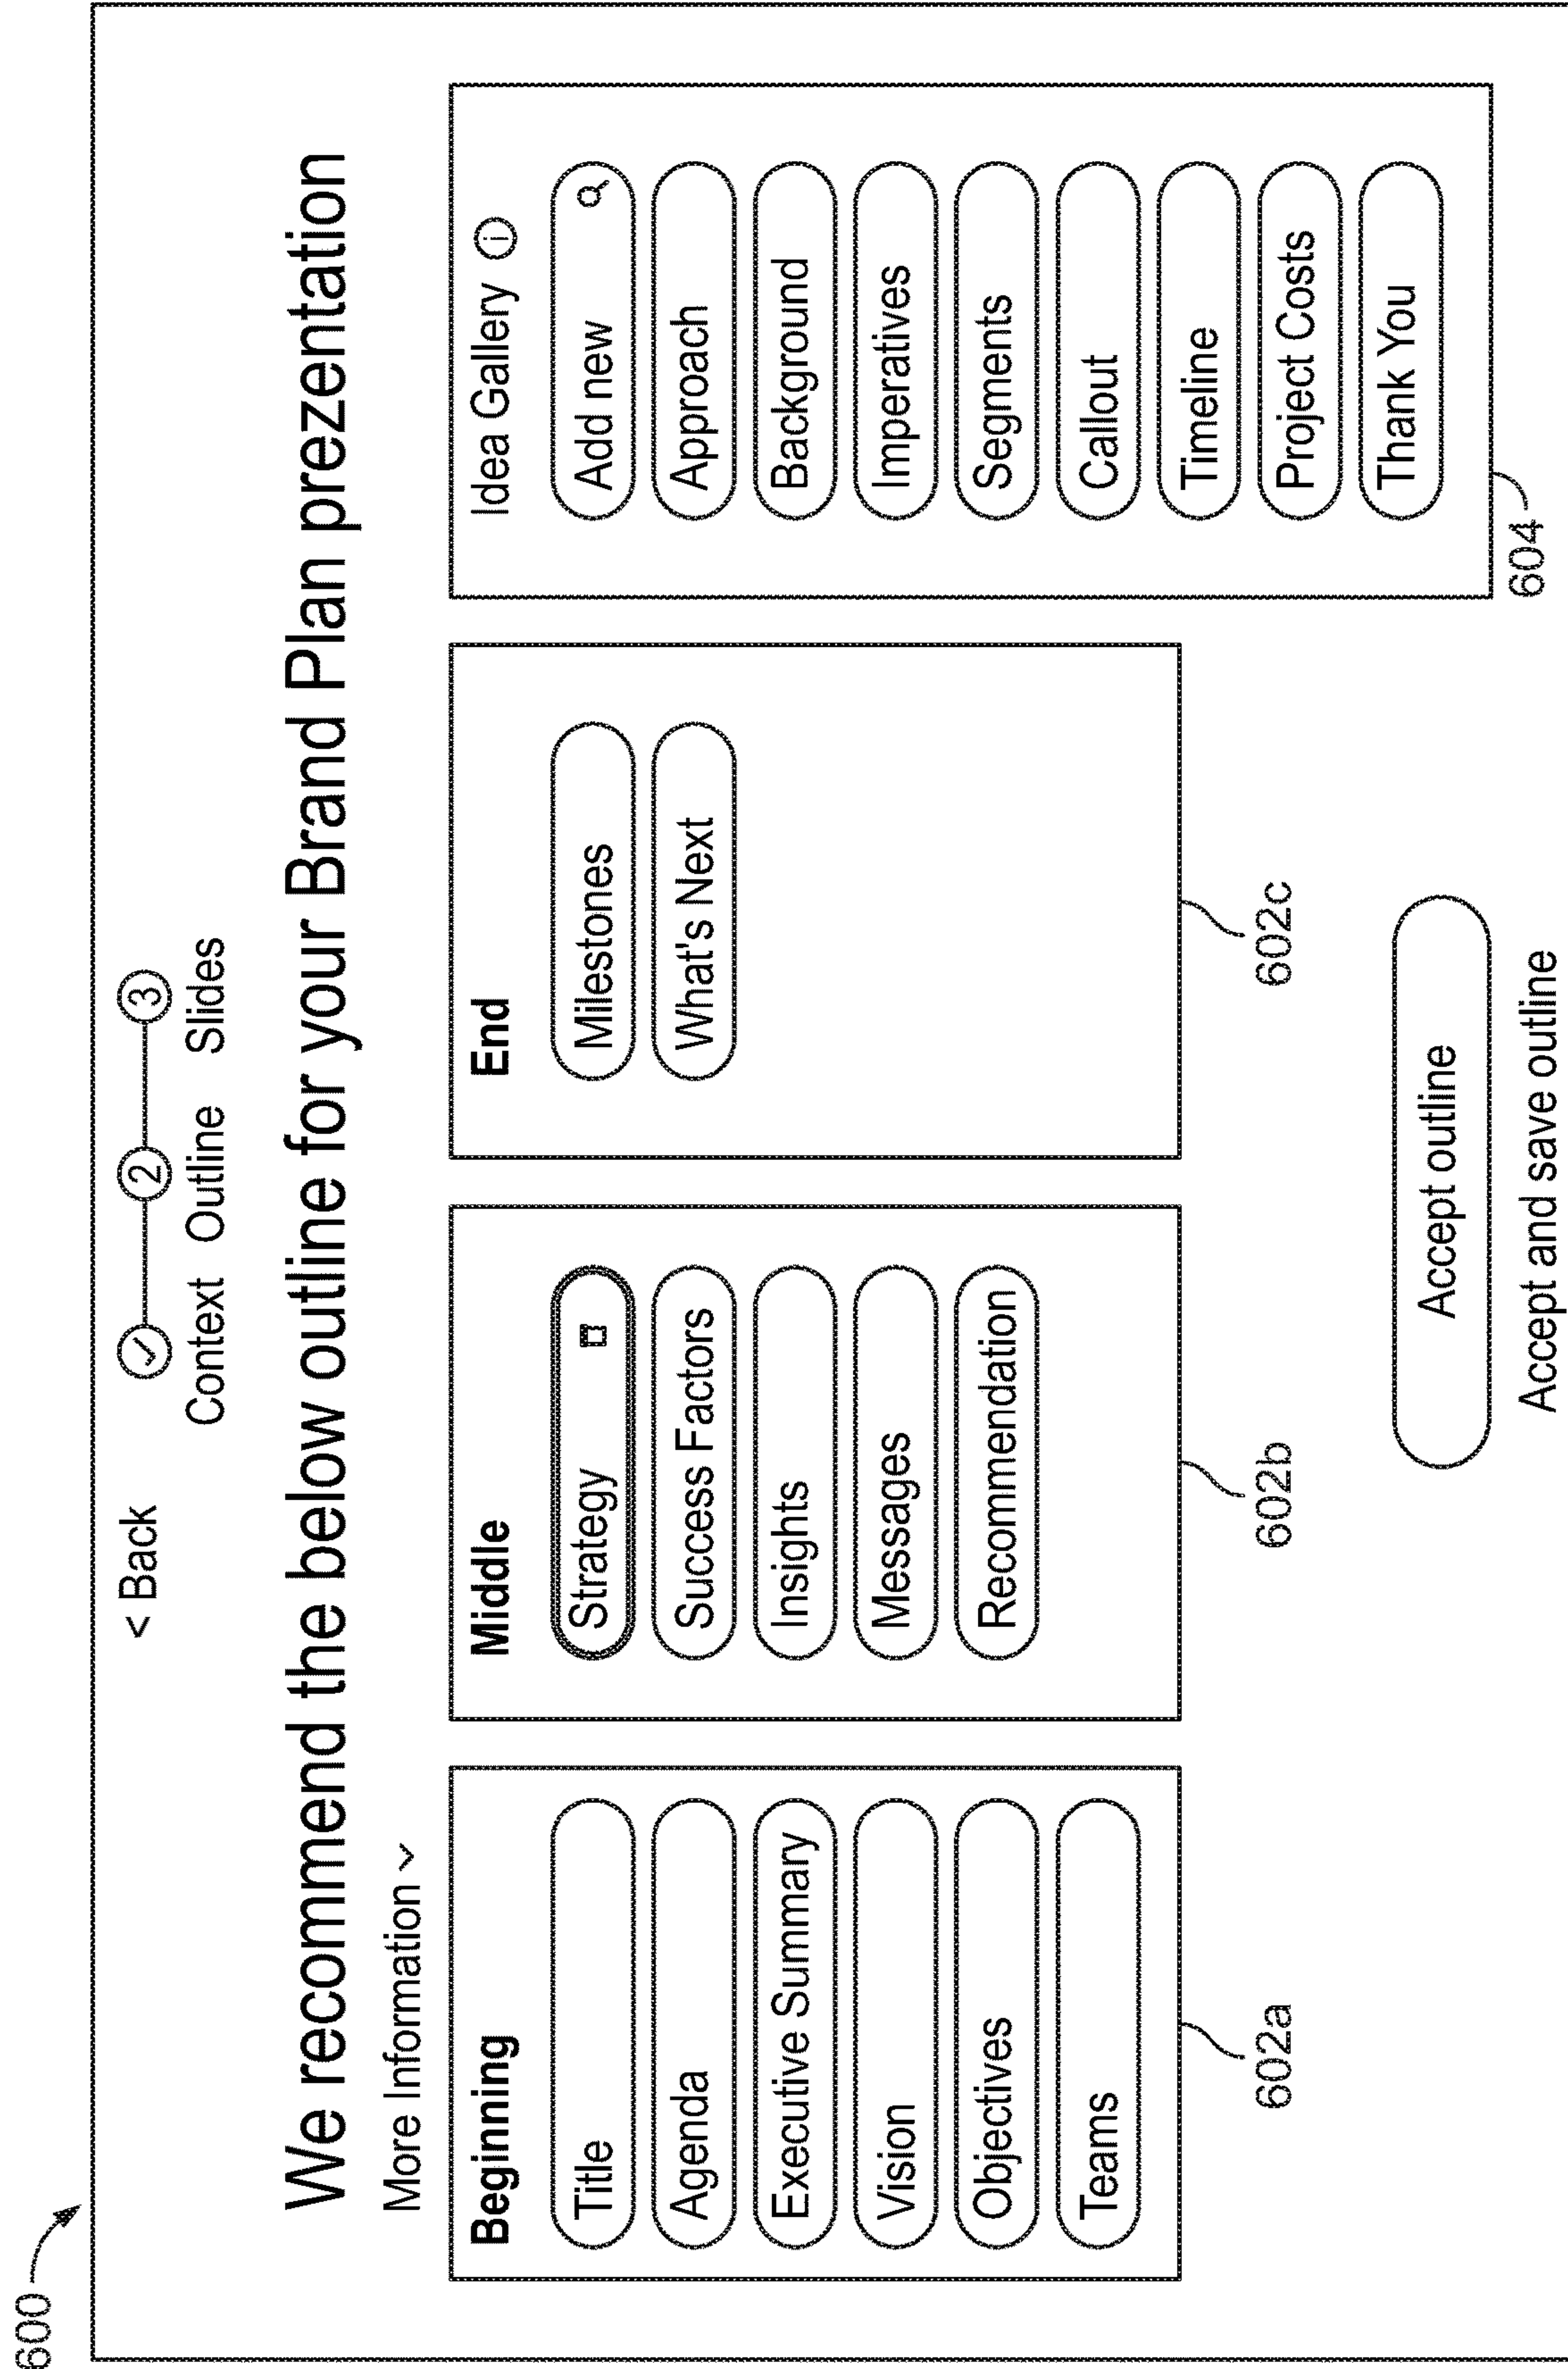 600
< Back
✓ 2 3
Context Outline Slides
We recommend the below outline for your Brand Plan prezentation
More Information
Beginning
Title
Agenda
Executive Summary
Vision
Objectives
Teams
602a
Middle
Strategy
Success Factors
Insights
Messages
Recommendation
602b
End
Milestones
What's Next
602c
Idea Gallery i
Add new
Approach
Background
Imperatives
Segments
Callout
Timeline
Project Costs
Thank You
604
Accept outline
Accept and save outline